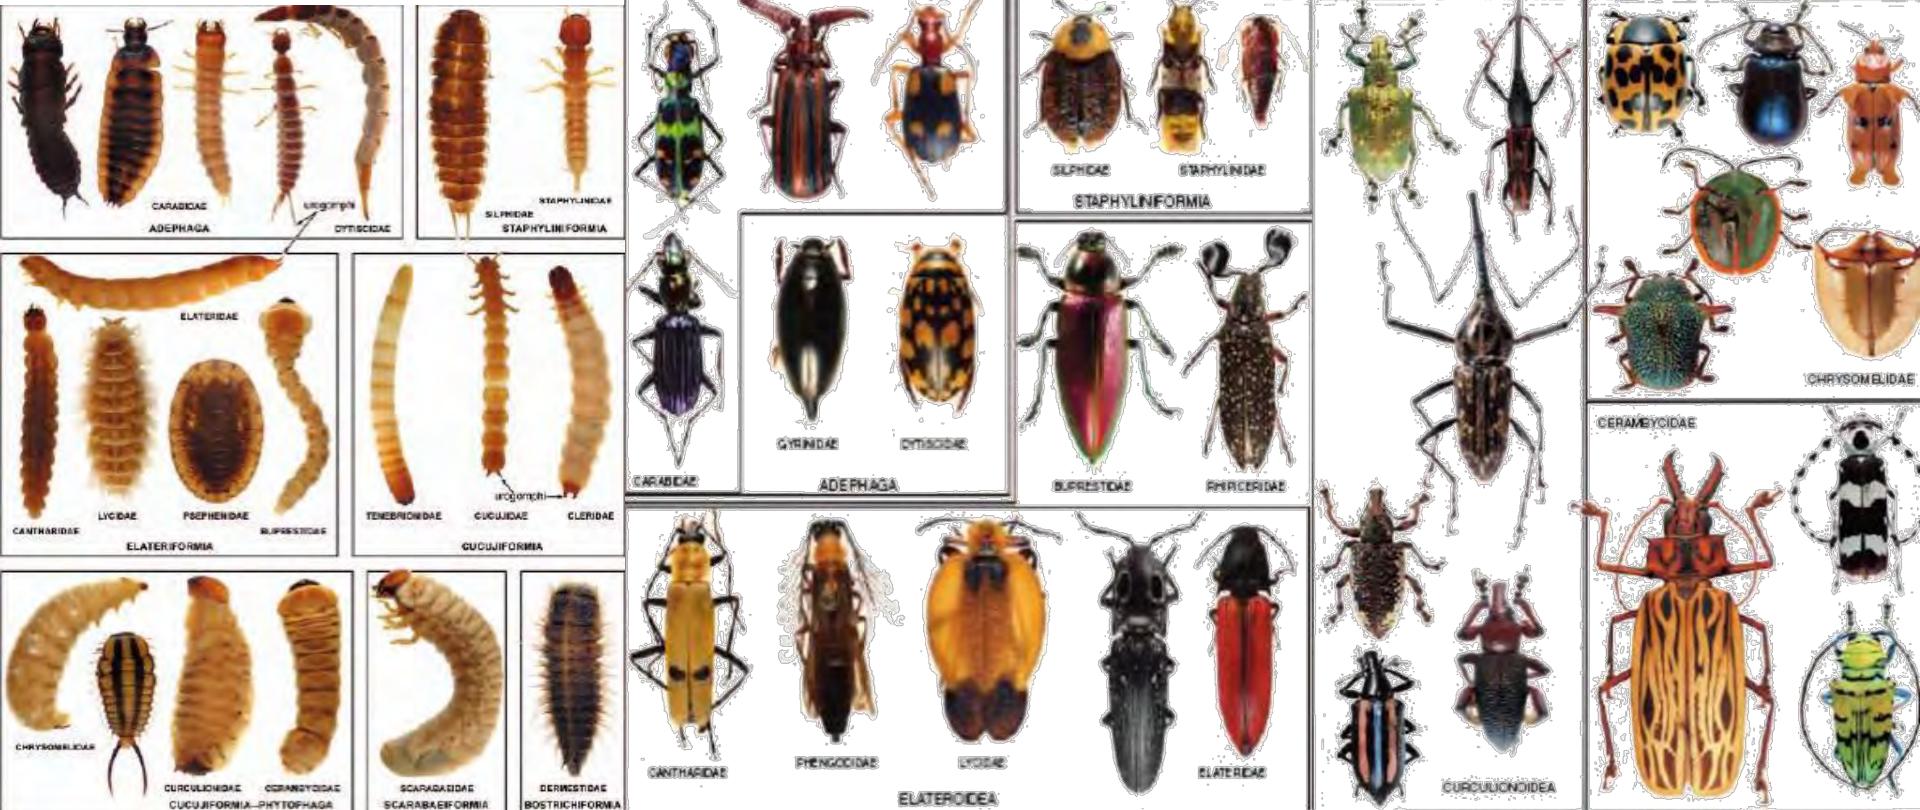 CARABIDAE
urogomphi
ADEPHAGA
DYTISCIDAE
STAPHYLINIDAE
SILPHIDAE
STAPHYLINIFORMIA
ELATERIDAE
CANTHARIDAE
LYCIDAE
PSEPHENIDAE
BUPRESTIDAE
ELATERIFORMIA
urogomphi
TENEBRIONIDAE
CUCUJIDAE
CLERIDAE
CUCUJIFORMIA
CHRYSOMELIDAE
CURCULIONIDAE
CERAMBYCIDAE
CUCUJIFORMIA--PHYTOPHAGA
SCARABAEIDAE
SCARABAEIFORMIA
DERMESTIDAE
BOSTRICHIFORMIA
CARABIDAE
GYRINIDAE
DYTISCIDAE
ADEPHAGA
SILPHIDAE
STAPHYLINIDAE
STAPHYLINIFORMIA
BUPRESTIDAE
RHIPICERIDAE
CANTHARIDAE
PHENGODIDAE
LYCIDAE
ELATERIDAE
ELATEROIDEA
CURCULIONOIDEA
CHRYSOMELIDAE
CERAMBYCIDAE